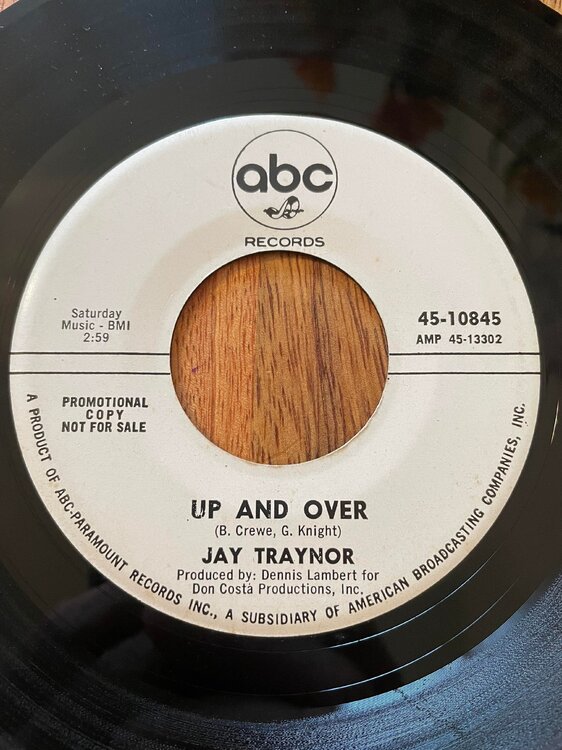 abc
RECORDS
Saturday
Music - BMI
2:59
45-10845
AMP 45-13302
PROMOTIONAL
COPY
NOT FOR SALE
UP AND OVER
(B. Crewe, G. Knight)
JAY TRAYNOR
Produced by: Dennis Lambert for
Don Costa Productions, Inc.
A PRODUCT OF ABC-PARAMOUNT RECORDS INC., A SUBSIDIARY OF AMERICAN BROADCASTING COMPANIES, INC.